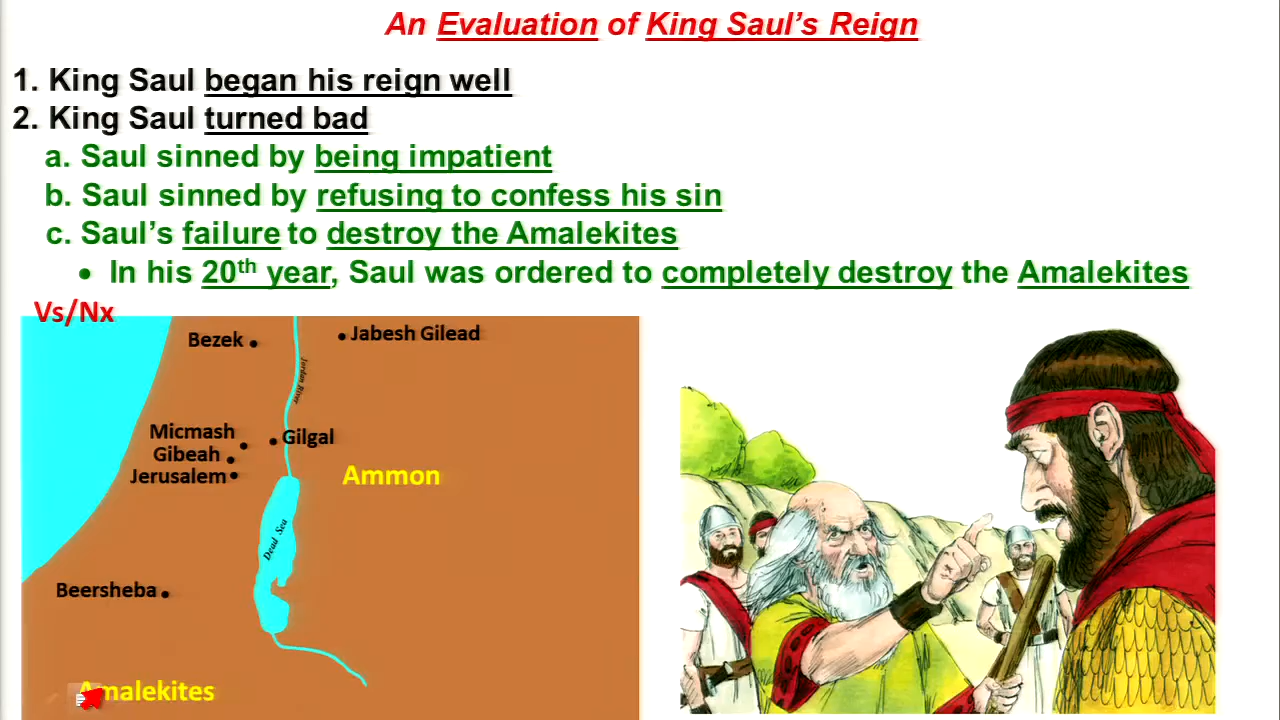 An Evaluation of King Saul’s Reign
1. King Saul began his reign well
2. King Saul turned bad
a. Saul sinned by being impatient
b. Saul sinned by refusing to confess his sin
c. Saul’s failure to destroy the Amalekites
• In his 20th year, Saul was ordered to completely destroy the Amalekites
Vs/Nx
Bezek
Jabesh Gilead
Jordan River
Micmash
Gilgal
Gibeah
Jerusalem
Ammon
Dead Sea
Beersheba
Amalekites